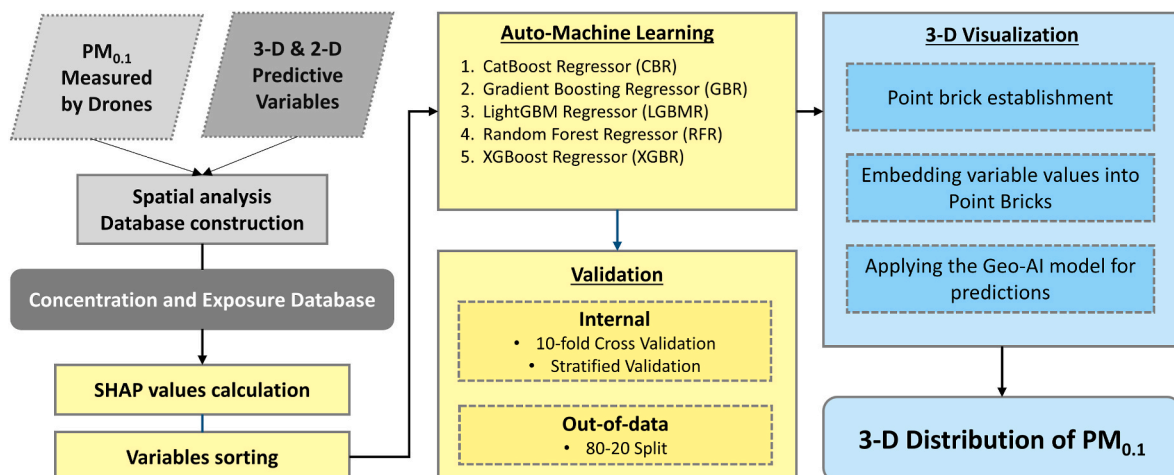 PM0.1
Measured
by Drones
3-D & 2-D
Predictive
Variables
Spatial analysis
Database construction
Concentration and Exposure Database
SHAP values calculation
Variables sorting
Auto-Machine Learning
1. CatBoost Regressor (CBR)
2. Gradient Boosting Regressor (GBR)
3. LightGBM Regressor (LGBMR)
4. Random Forest Regressor (RFR)
5. XGBoost Regressor (XGBR)
Validation
Internal
• 10-fold Cross Validation
• Stratified Validation
Out-of-data
• 80-20 Split
3-D Visualization
Point brick establishment
Embedding variable values into
Point Bricks
Applying the Geo-AI model for
predictions
3-D Distribution of PM0.1